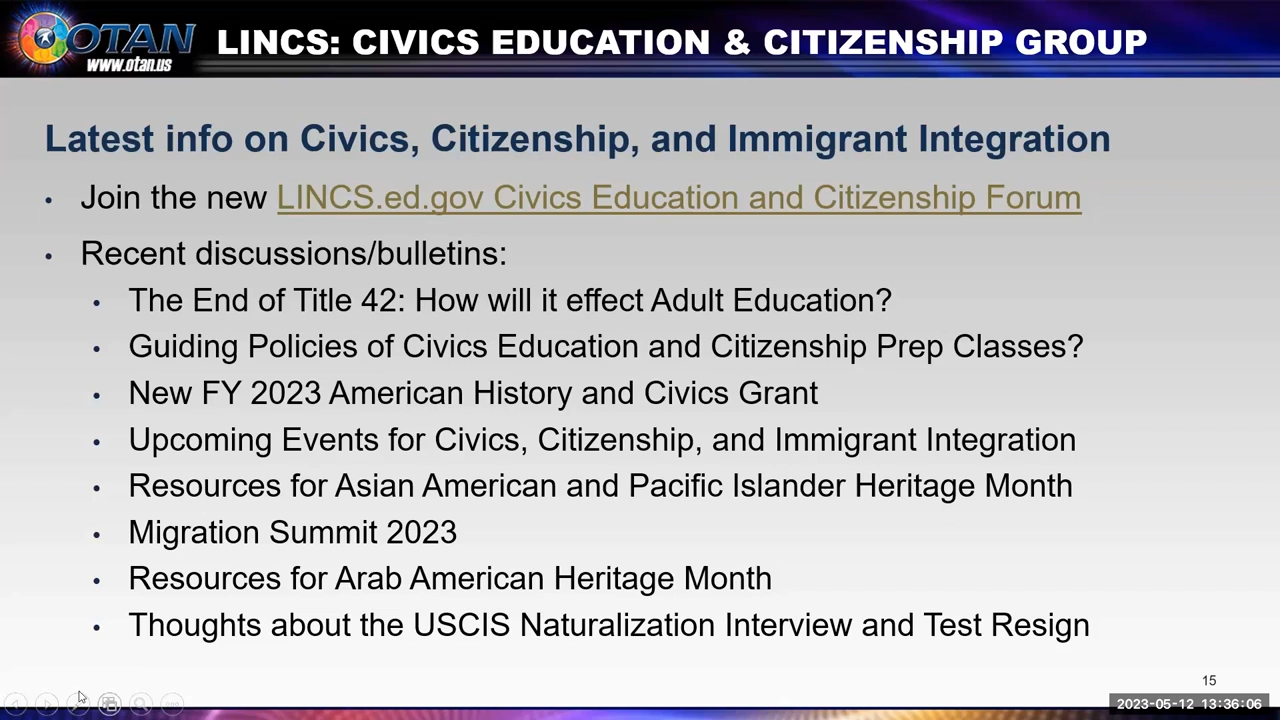 OTAN
www.otan.us
LINCS: CIVICS EDUCATION & CITIZENSHIP GROUP
Latest info on Civics, Citizenship, and Immigrant Integration
• Join the new LINCS.ed.gov Civics Education and Citizenship Forum
• Recent discussions/bulletins:
• The End of Title 42: How will it effect Adult Education?
• Guiding Policies of Civics Education and Citizenship Prep Classes?
• New FY 2023 American History and Civics Grant
• Upcoming Events for Civics, Citizenship, and Immigrant Integration
• Resources for Asian American and Pacific Islander Heritage Month
• Migration Summit 2023
• Resources for Arab American Heritage Month
• Thoughts about the USCIS Naturalization Interview and Test Resign
15
2023-05-12 13:36:06